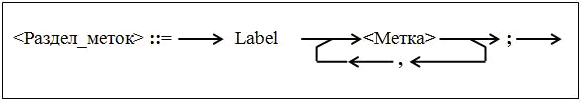 <Раздел_меток> ::= Label <Метка> ;
,